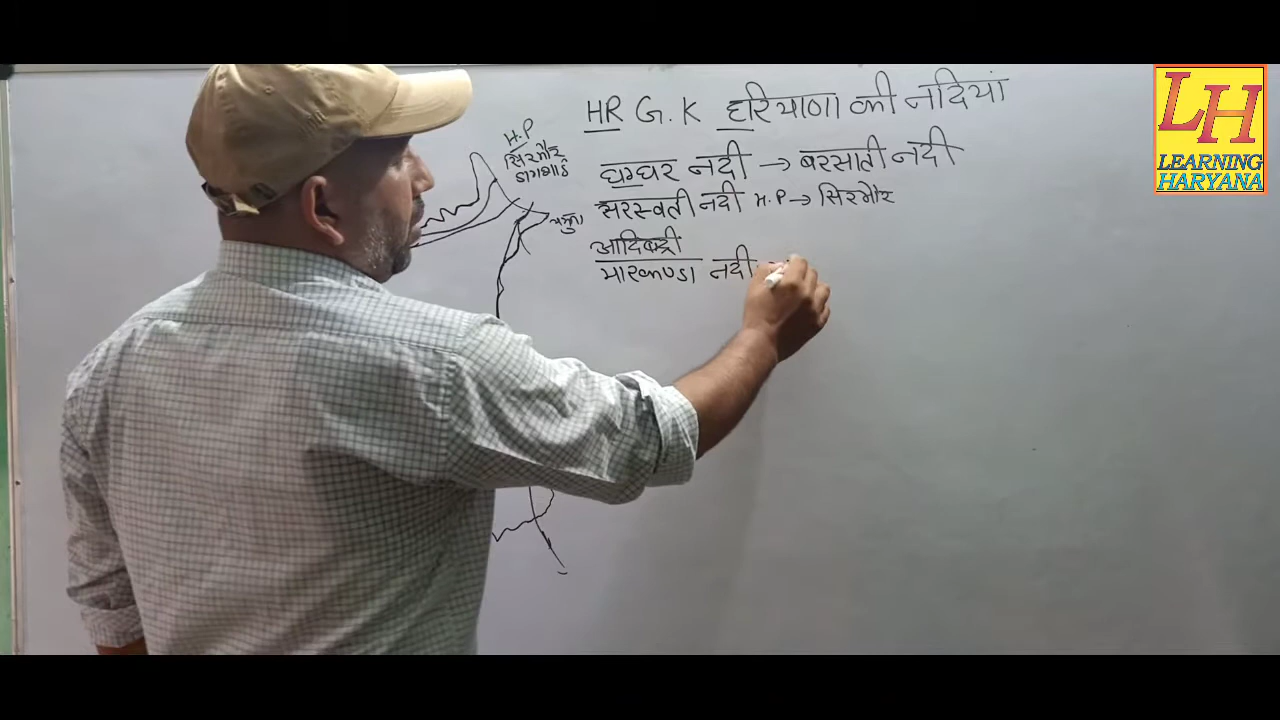 HR G.K हरियाणा की नदियां
घग्घर नदी → बरसाती नदी
सरस्वती नदी H.P → सिरमौर
आदिबद्री
मारकण्डा नदी
H.P
सिरमौर
यमुना
LH
LEARNING
HARYANA